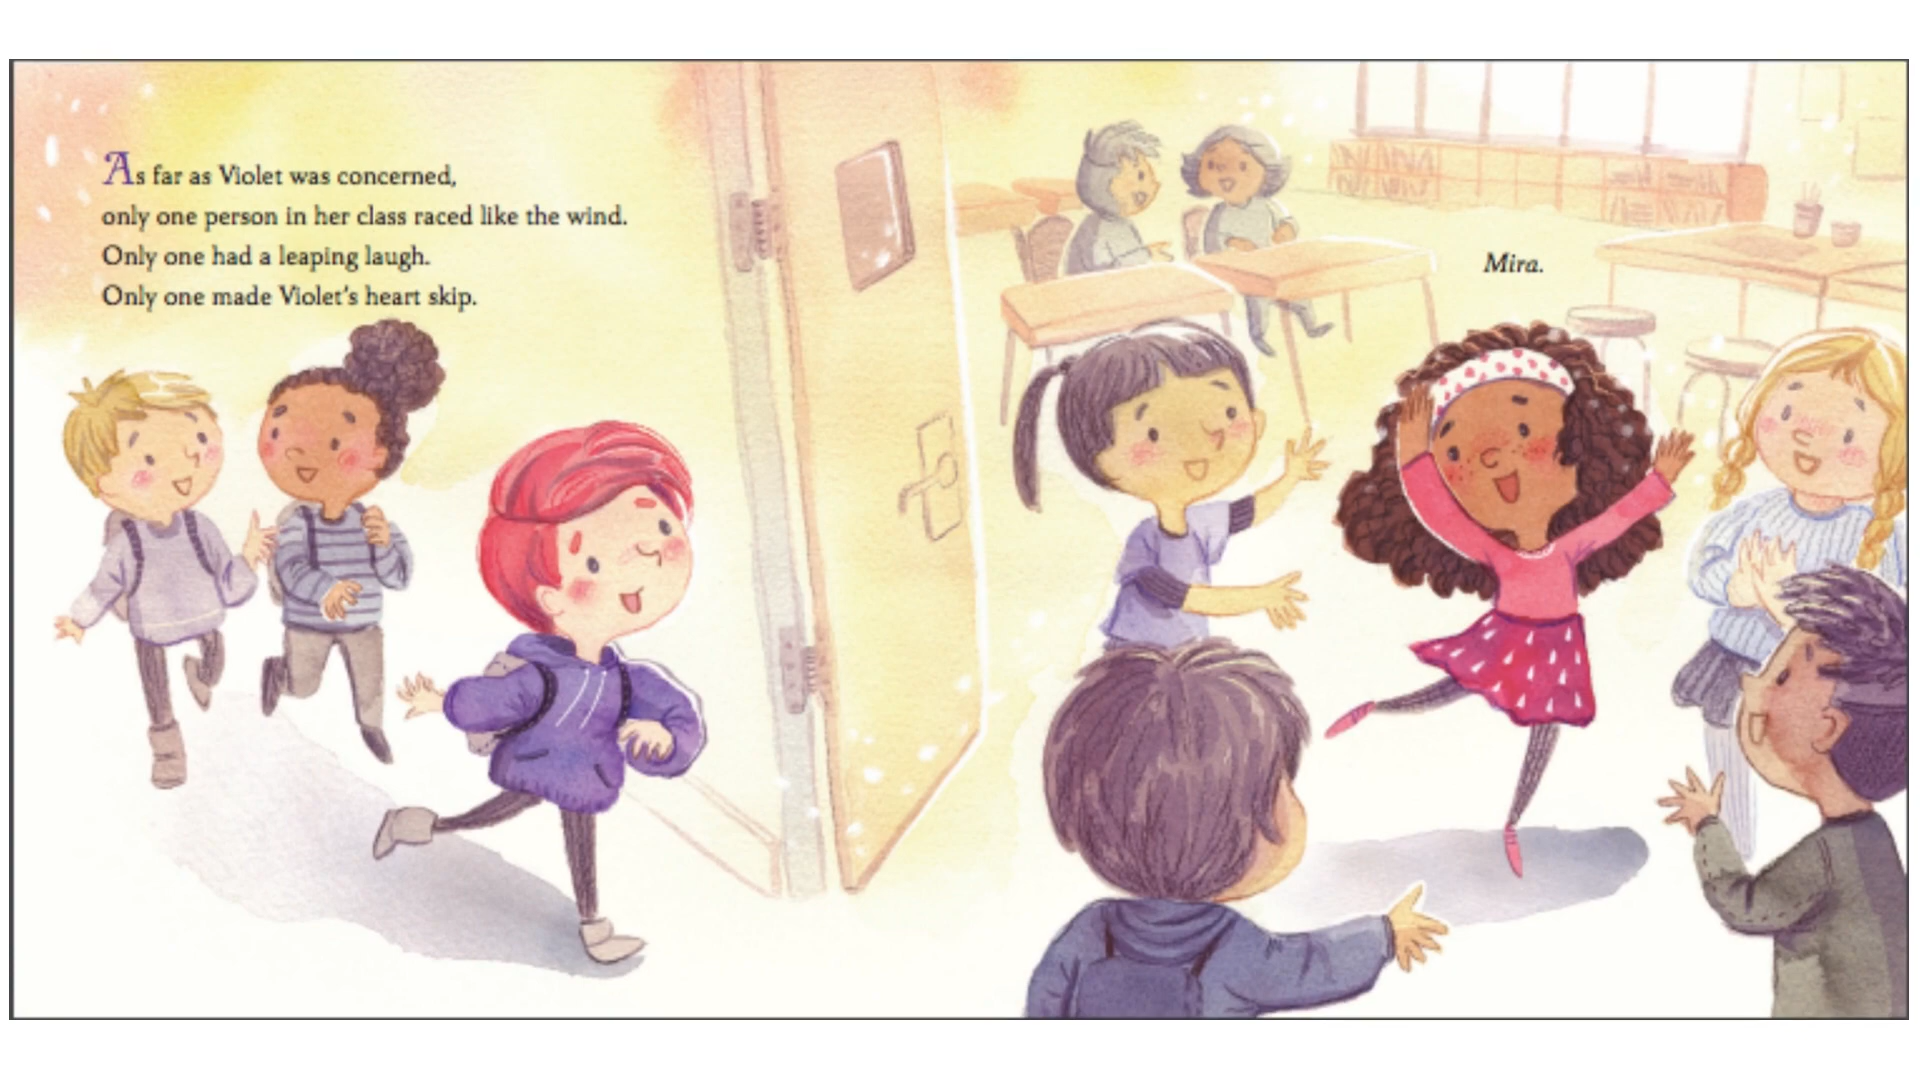 As far as Violet was concerned,
only one person in her class raced like the wind.
Only one had a leaping laugh.
Only one made Violet's heart skip.
Mira.